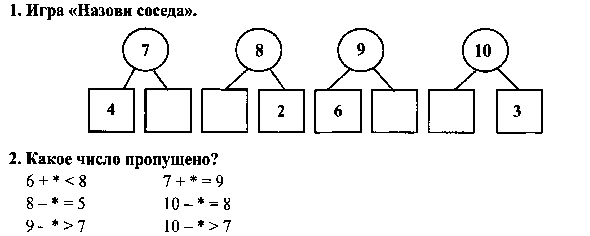 1. Игра «Назови соседа».
7 8 9 10
4 2 6 3
2. Какое число пропущено?
6 + * < 8 7 + * = 9
8 – * = 5 10 – * = 8
9 - * > 7 10 – * > 7